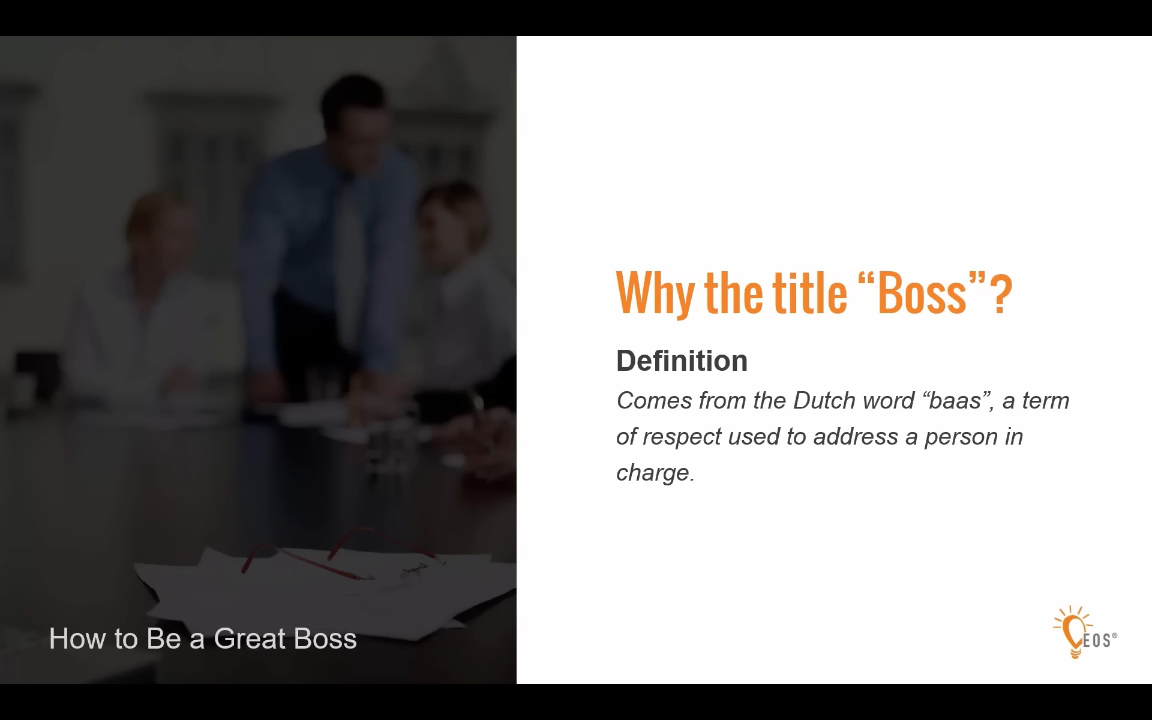 Why the title “Boss”?
Definition
Comes from the Dutch word “baas”, a term
of respect used to address a person in
charge.
How to Be a Great Boss
EOS®